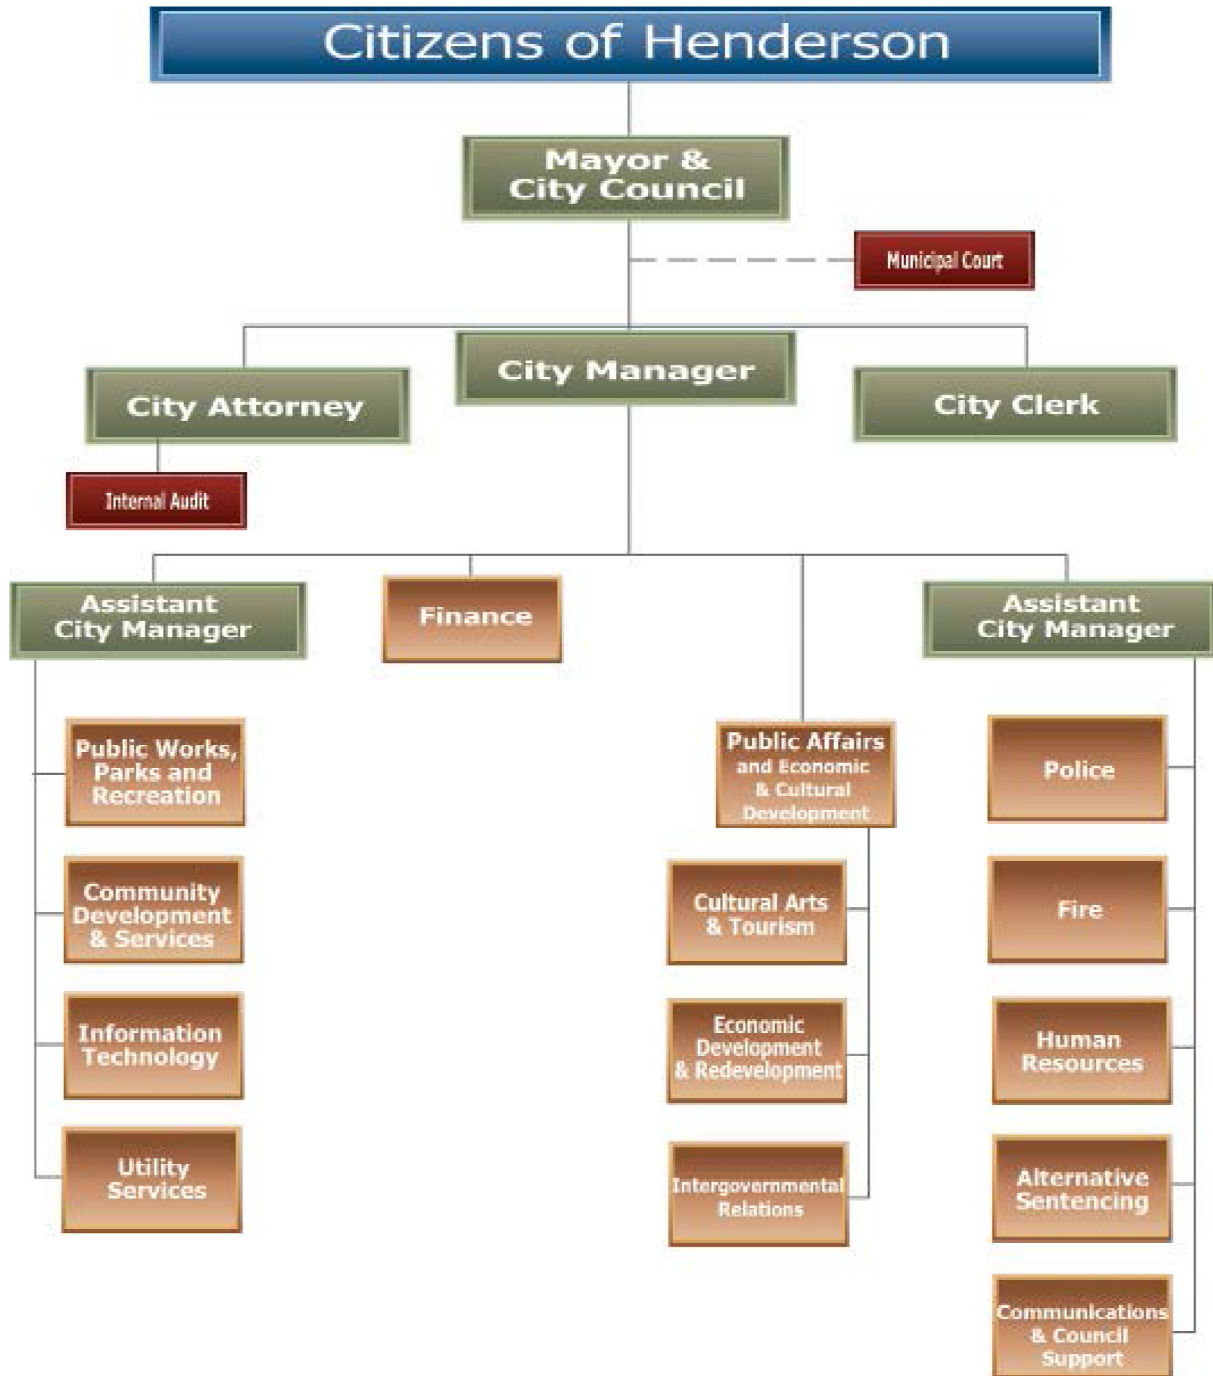 Citizens of Henderson
Mayor &
City Council
Municipal Court
City Manager
City Attorney
City Clerk
Internal Audit
Assistant
City Manager
Finance
Assistant
City Manager
Public Works,
Parks and
Recreation
Community
Development
& Services
Information
Technology
Utility
Services
Public Affairs
and Economic
& Cultural
Development
Cultural Arts
& Tourism
Economic
Development
& Redevelopment
Intergovernmental
Relations
Police
Fire
Human
Resources
Alternative
Sentencing
Communications
& Council
Support